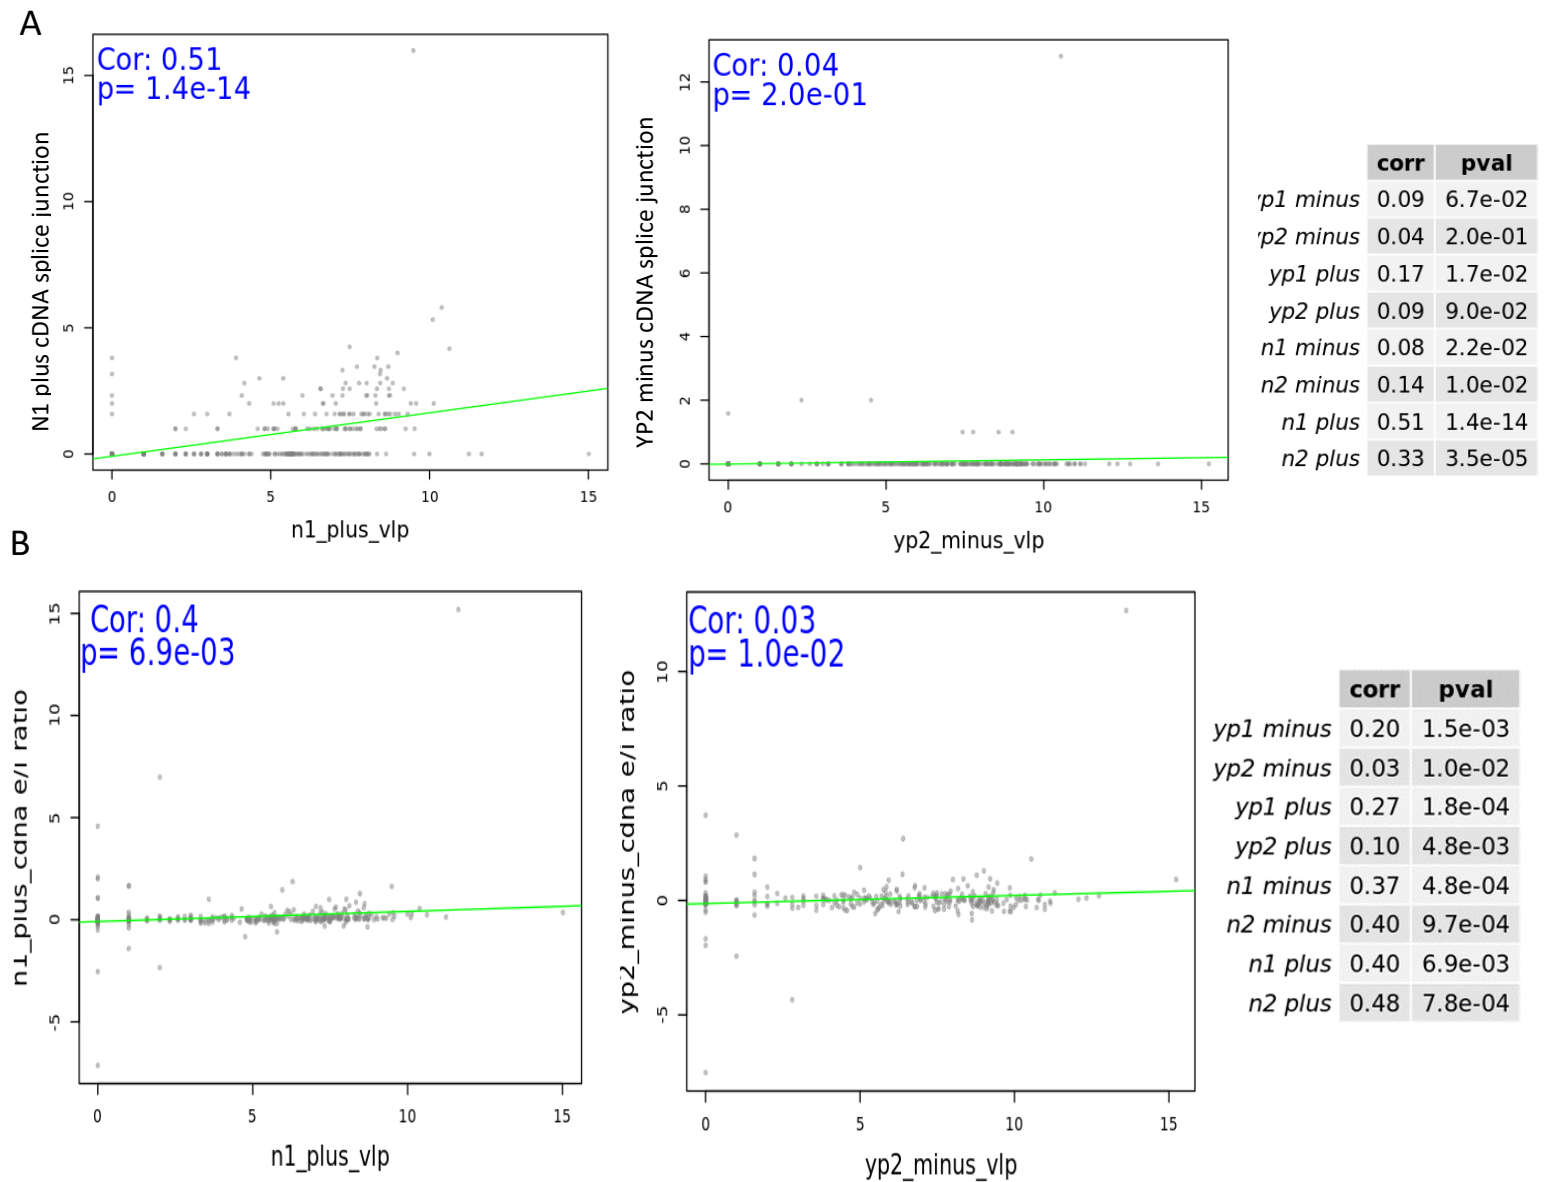 A
Cor: 0.51
p= 1.4e-14
N1 plus cDNA splice junction
15
10
5
0
0 5 10 15
n1_plus_vlp
Cor: 0.04
p= 2.0e-01
YP2 minus cDNA splice junction
12
10
8
6
4
2
0
0 5 10 15
yp2_minus_vlp
corr pval
yp1 minus 0.09 6.7e-02
yp2 minus 0.04 2.0e-01
yp1 plus 0.17 1.7e-02
yp2 plus 0.09 9.0e-02
n1 minus 0.08 2.2e-02
n2 minus 0.14 1.0e-02
n1 plus 0.51 1.4e-14
n2 plus 0.33 3.5e-05
B
Cor: 0.4
p= 6.9e-03
n1_plus_cdna e/i ratio
15
10
5
0
-5
0 5 10 15
n1_plus_vlp
Cor: 0.03
p= 1.0e-02
yp2_minus_cdna e/i ratio
10
5
0
-5
0 5 10 15
yp2_minus_vlp
corr pval
yp1 minus 0.20 1.5e-03
yp2 minus 0.03 1.0e-02
yp1 plus 0.27 1.8e-04
yp2 plus 0.10 4.8e-03
n1 minus 0.37 4.8e-04
n2 minus 0.40 9.7e-04
n1 plus 0.40 6.9e-03
n2 plus 0.48 7.8e-04